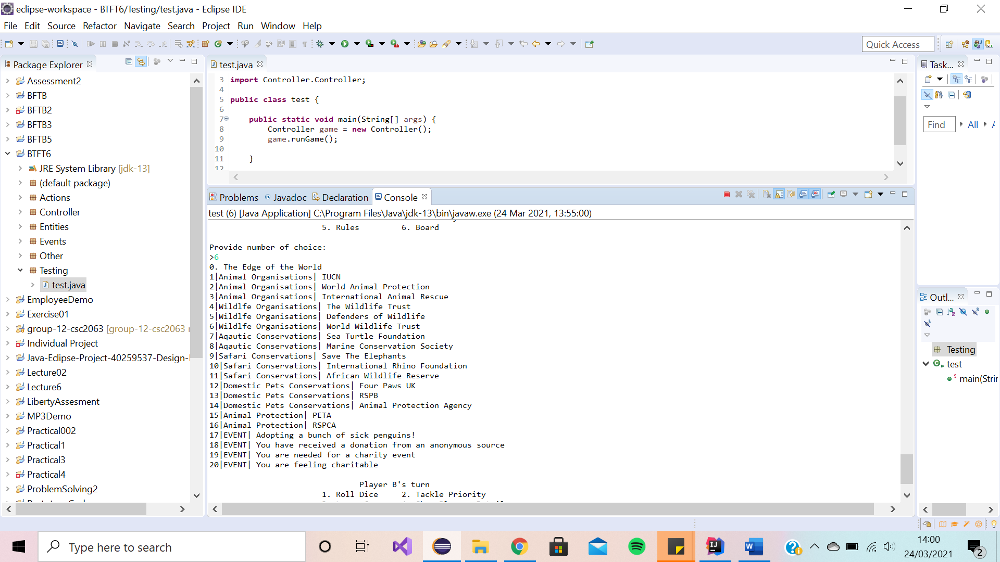 eclipse-workspace - BTFT6/Testing/test.java - Eclipse IDE
File Edit Source Refactor Navigate Search Project Run Window Help
Quick Access
Package Explorer
Assessment2
BFTB
BFTB2
BFTB3
BFTB5
BTFT6
JRE System Library [jdk-13]
(default package)
Actions
Controller
Entities
Events
Other
Testing
test.java
EmployeeDemo
Exercise01
group-12-csc2063 [group-12-csc2063
Individual Project
Java-Eclipse-Project-40259537-Design-
Lecture02
Lecture6
LibertyAssesment
MP3Demo
Practical002
Practical1
Practical3
Practical4
ProblemSolving2
test.java
3 import Controller.Controller;
4
5 public class test {
6
7 public static void main(String[] args) {
8 Controller game = new Controller();
9 game.runGame();
10
11 }
12
Problems @ Javadoc Declaration Console
test (6) [Java Application] C:\Program Files\Java\jdk-13\bin\javaw.exe (24 Mar 2021, 13:55:00)
5. Rules 6. Board
Provide number of choice:
>6
0. The Edge of the World
1|Animal Organisations| IUCN
2|Animal Organisations| World Animal Protection
3|Animal Organisations| International Animal Rescue
4|Wildlfe Organisations| The Wildlife Trust
5|Wildlfe Organisations| Defenders of Wildlife
6|Wildlfe Organisations| World Wildlife Trust
7|Aqautic Conservations| Sea Turtle Foundation
8|Aqautic Conservations| Marine Conservation Society
9|Safari Conservations| Save The Elephants
10|Safari Conservations| International Rhino Foundation
11|Safari Conservations| African Wildlife Reserve
12|Domestic Pets Conservations| Four Paws UK
13|Domestic Pets Conservations| RSPB
14|Domestic Pets Conservations| Animal Protection Agency
15|Animal Protection| PETA
16|Animal Protection| RSPCA
17|EVENT| Adopting a bunch of sick penguins!
18|EVENT| You have received a donation from an anonymous source
19|EVENT| You are needed for a charity event
20|EVENT| You are feeling charitable
Player B's turn
1. Roll Dice 2. Tackle Priority
Task...
Find All
Outl...
Testing
test
main(Strin
Type here to search
14:00
24/03/2021
2